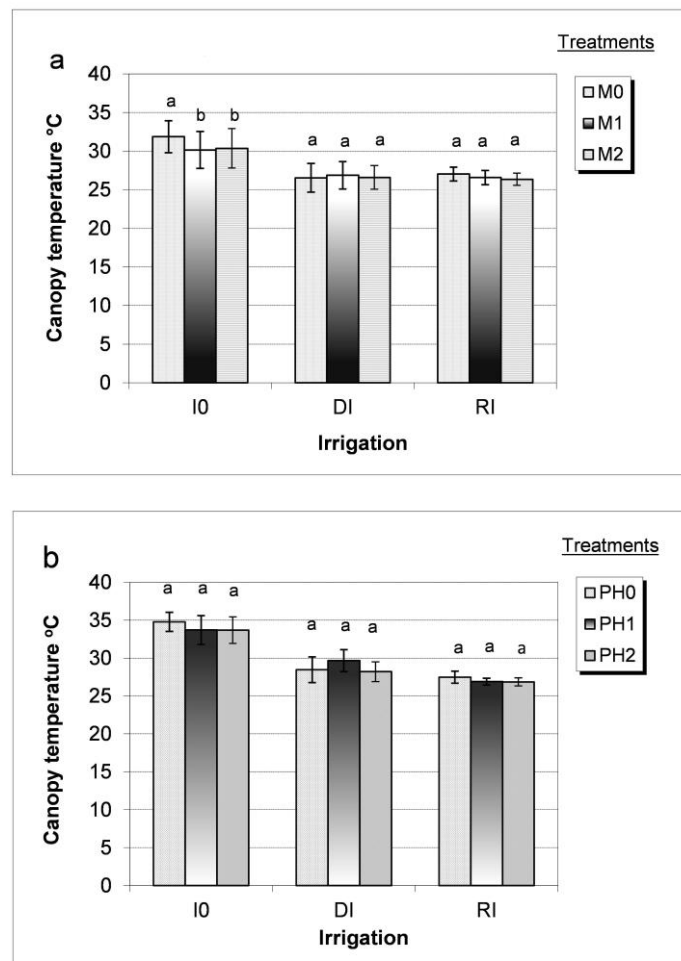 Treatments
a
40
35
30
25
20
15
10
5
0
Canopy temperature °C
a b b
a a a
a a a
M0
M1
M2
I0 DI RI
Irrigation
Treatments
b
40
35
30
25
20
15
10
5
0
Canopy temperature ºC
a a a
a a a
a a a
PH0
PH1
PH2
I0 DI RI
Irrigation